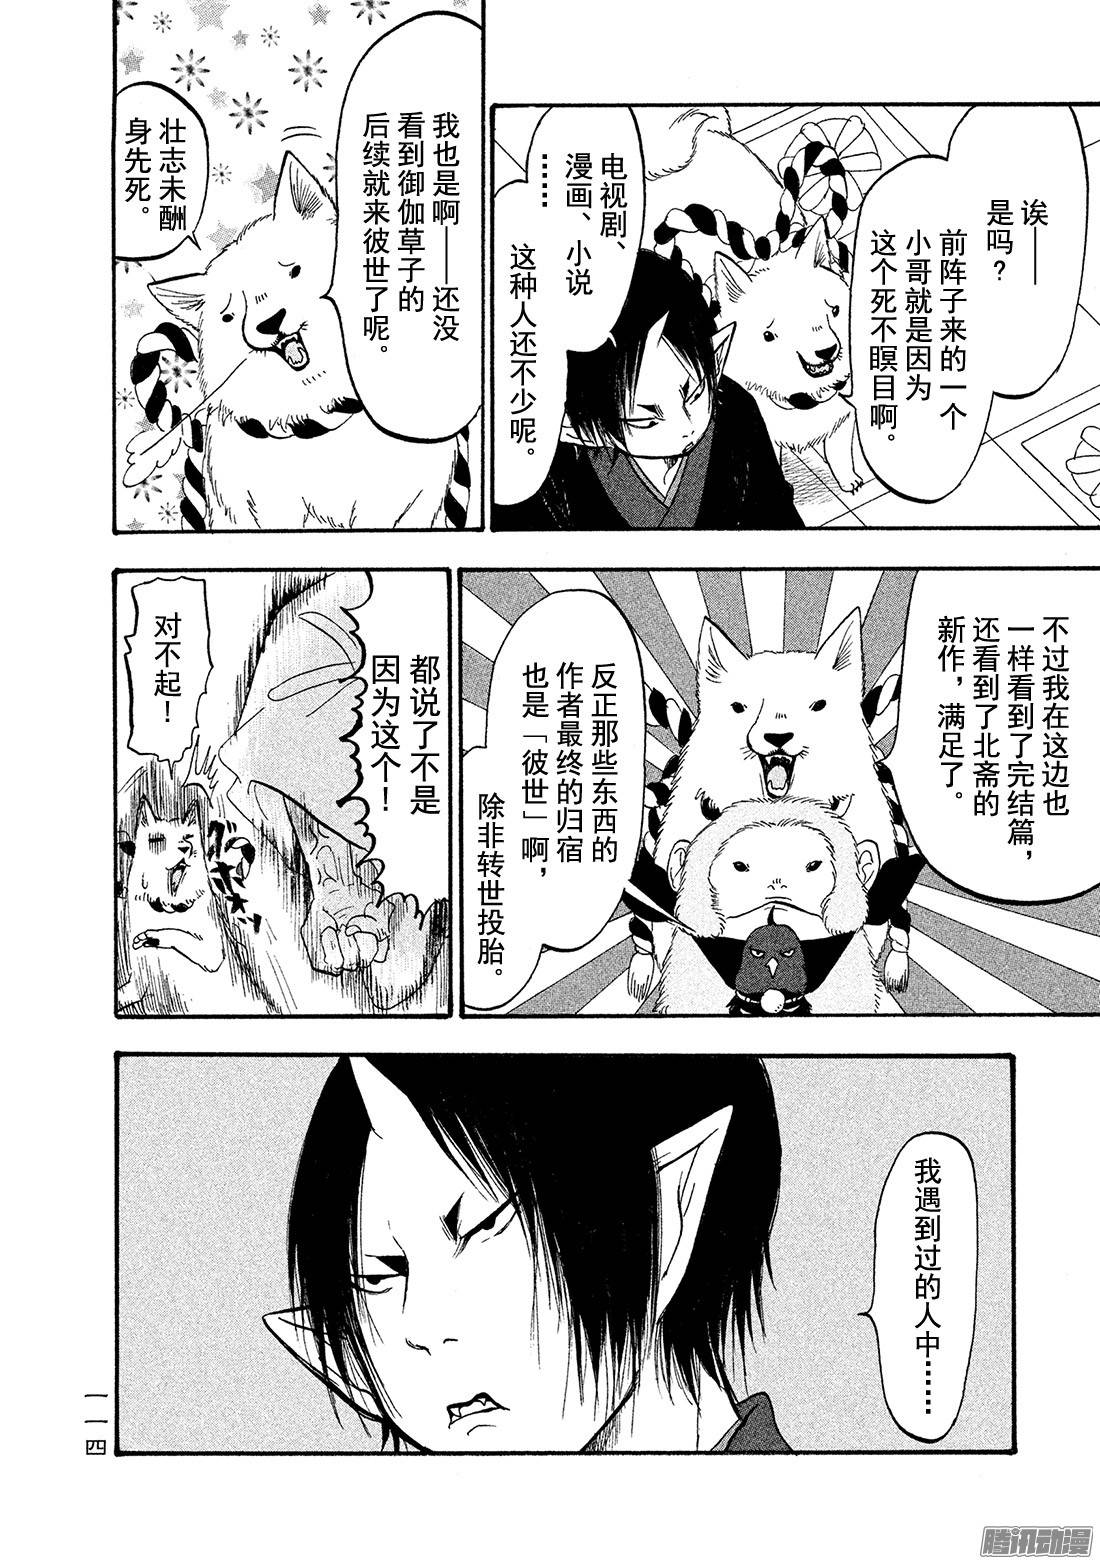 诶——
是吗?
前阵子来的一个
小哥就是因为
这个死不瞑目啊。
电视剧、
漫画、小说
……
这种人还不少呢。
我也是啊——还没
看到御伽草子的
后续就来彼世了呢。
壮志未酬
身先死。
不过我在这边也
一样看到了完结篇,
还看到了北斋的
新作,满足了。
反正那些东西的
作者最终的归宿
也是「彼世」啊,
除非转世投胎。
都说了不是
因为这个!
对不起!
我遇到过的人中……
一一四
腾讯动漫